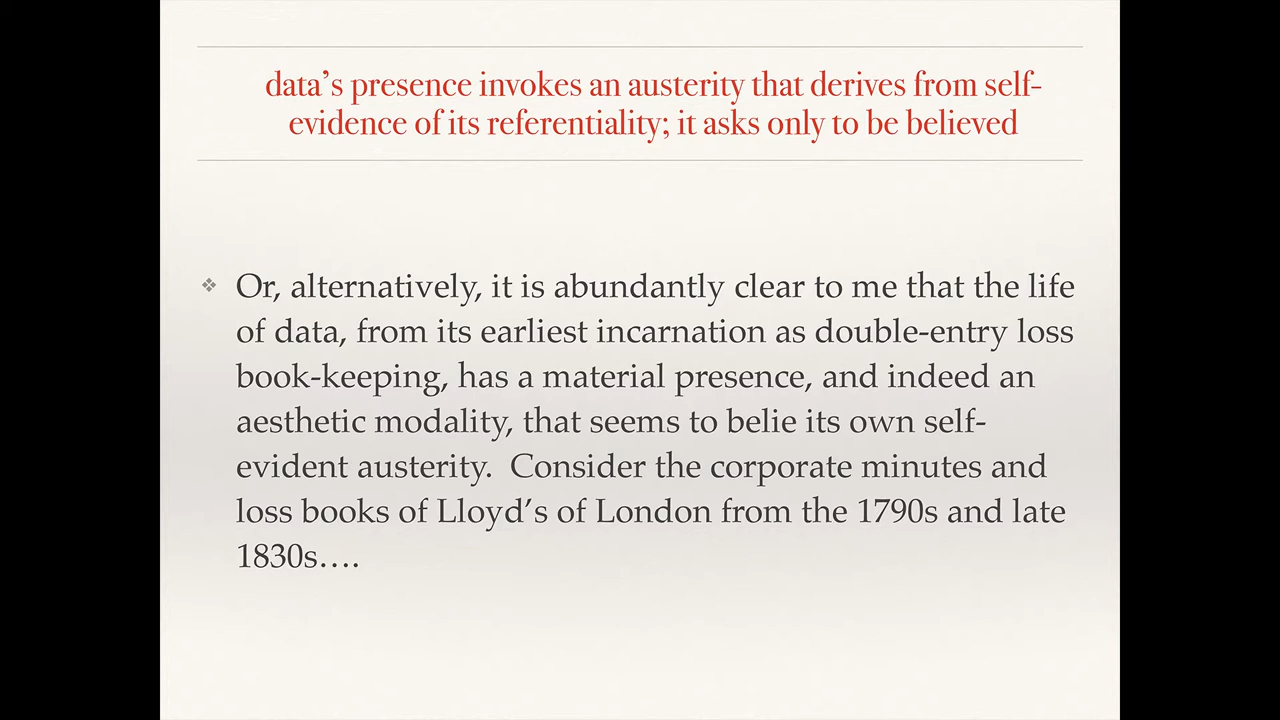 data’s presence invokes an austerity that derives from self-
evidence of its referentiality; it asks only to be believed
Or, alternatively, it is abundantly clear to me that the life
of data, from its earliest incarnation as double-entry loss
book-keeping, has a material presence, and indeed an
aesthetic modality, that seems to belie its own self-
evident austerity.  Consider the corporate minutes and
loss books of Lloyd’s of London from the 1790s and late
1830s….